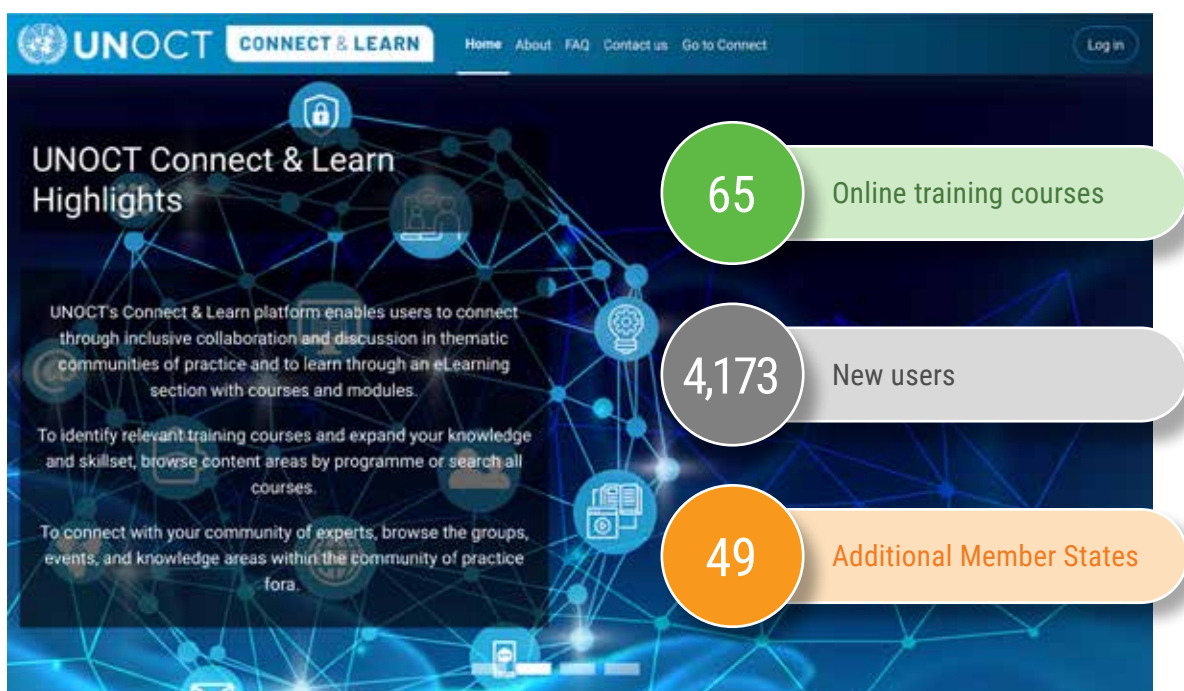 UNOCT CONNECT & LEARN Home About FAQ Contact us Go to Connect Log in
UNOCT Connect & Learn
Highlights
UNOCT's Connect & Learn platform enables users to connect
through inclusive collaboration and discussion in thematic
communities of practice and to learn through an eLearning
section with courses and modules.
To identify relevant training courses and expand your knowledge
and skillset, browse content areas by programme or search all
courses.
To connect with your community of experts, browse the groups,
events, and knowledge areas within the community of practice
fora.
65 Online training courses
4,173 New users
49 Additional Member States